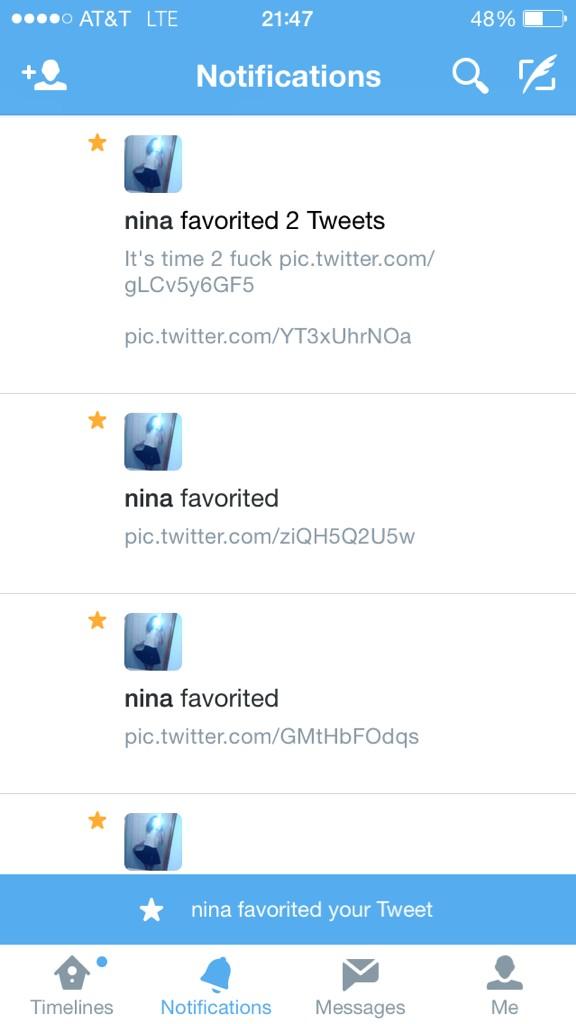 AT&T LTE 21:47 48%
Notifications
nina favorited 2 Tweets
It's time 2 fuck pic.twitter.com/
gLCv5y6GF5
pic.twitter.com/YT3xUhrNOa
nina favorited
pic.twitter.com/ziQH5Q2U5w
nina favorited
pic.twitter.com/GMtHbFOdqs
nina favorited your Tweet
Timelines Notifications Messages Me